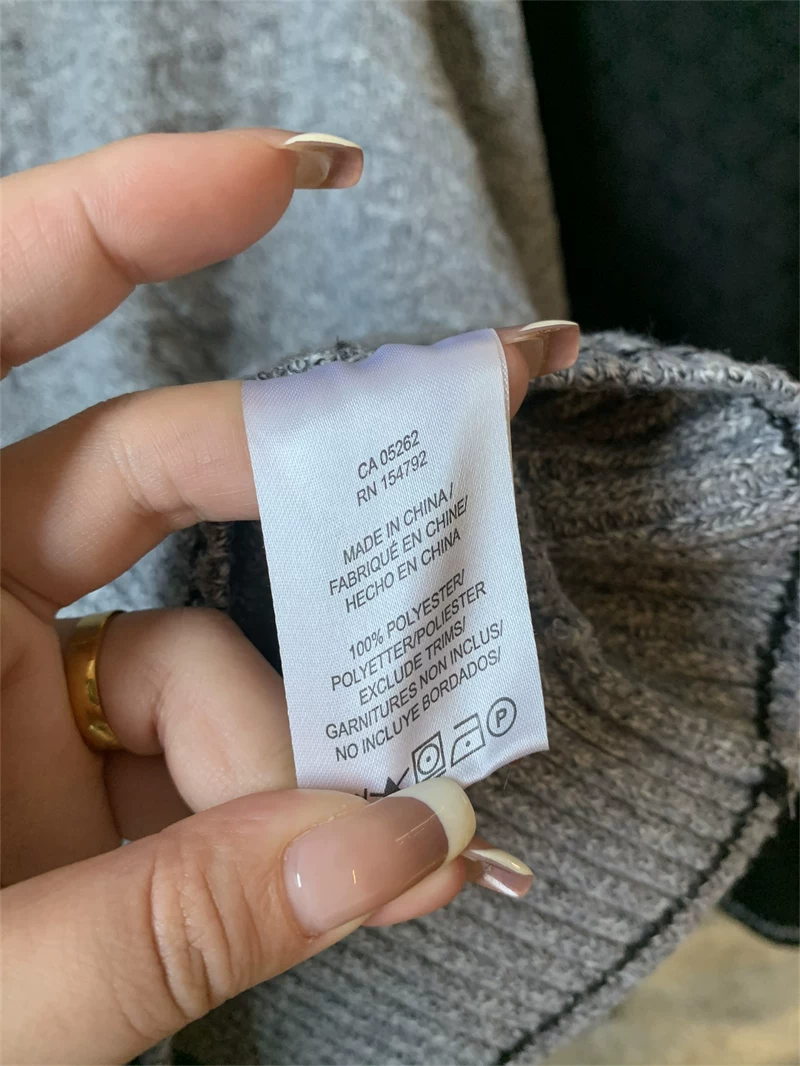 CA 05262
RN 154792
MADE IN CHINA/
FABRIQUÉ EN CHINE/
HECHO EN CHINA
100% POLYESTER/
POLYETTER/POLIESTER
EXCLUDE TRIMS/
GARNITURES NON INCLUS/
NO INCLUYE BORDADOS/
P